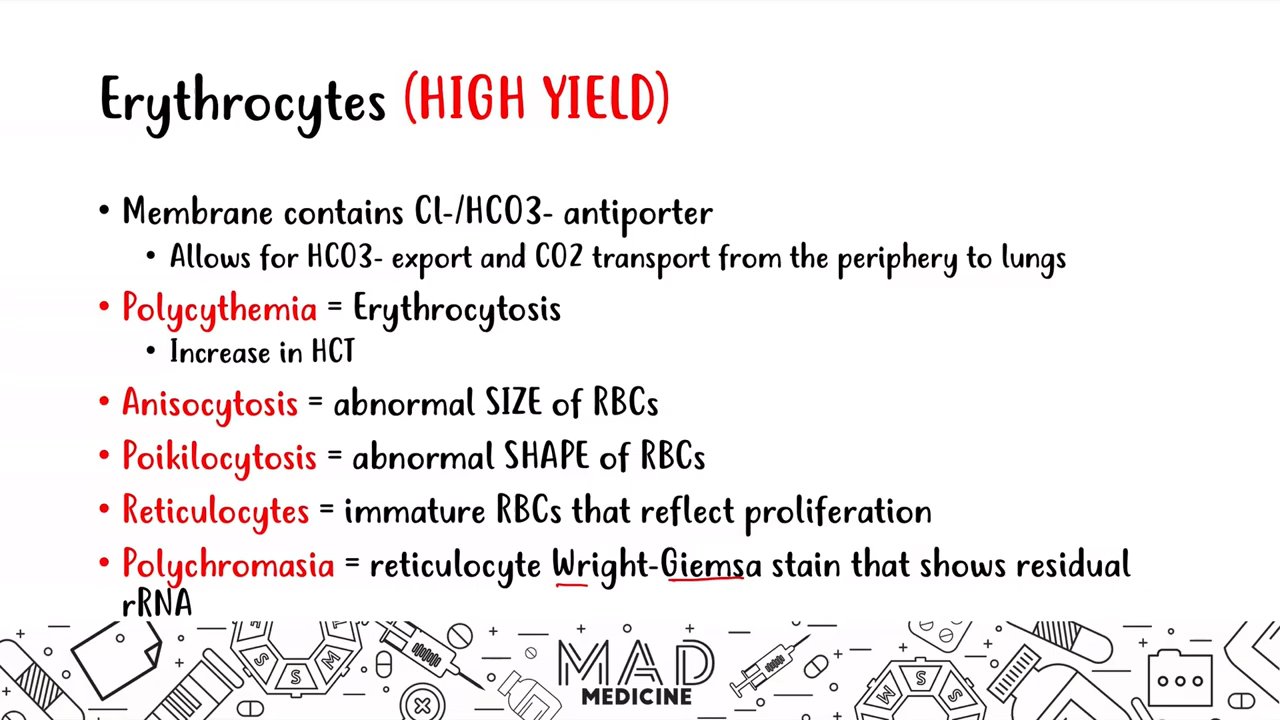 Erythrocytes (HIGH YIELD)
• Membrane contains Cl-/HCO3- antiporter
• Allows for HCO3- export and CO2 transport from the periphery to lungs
• Polycythemia = Erythrocytosis
• Increase in HCT
• Anisocytosis = abnormal SIZE of RBCs
• Poikilocytosis = abnormal SHAPE of RBCs
• Reticulocytes = immature RBCs that reflect proliferation
• Polychromasia = reticulocyte Wright-Giemsa stain that shows residual
rRNA
MAD
MEDICINE